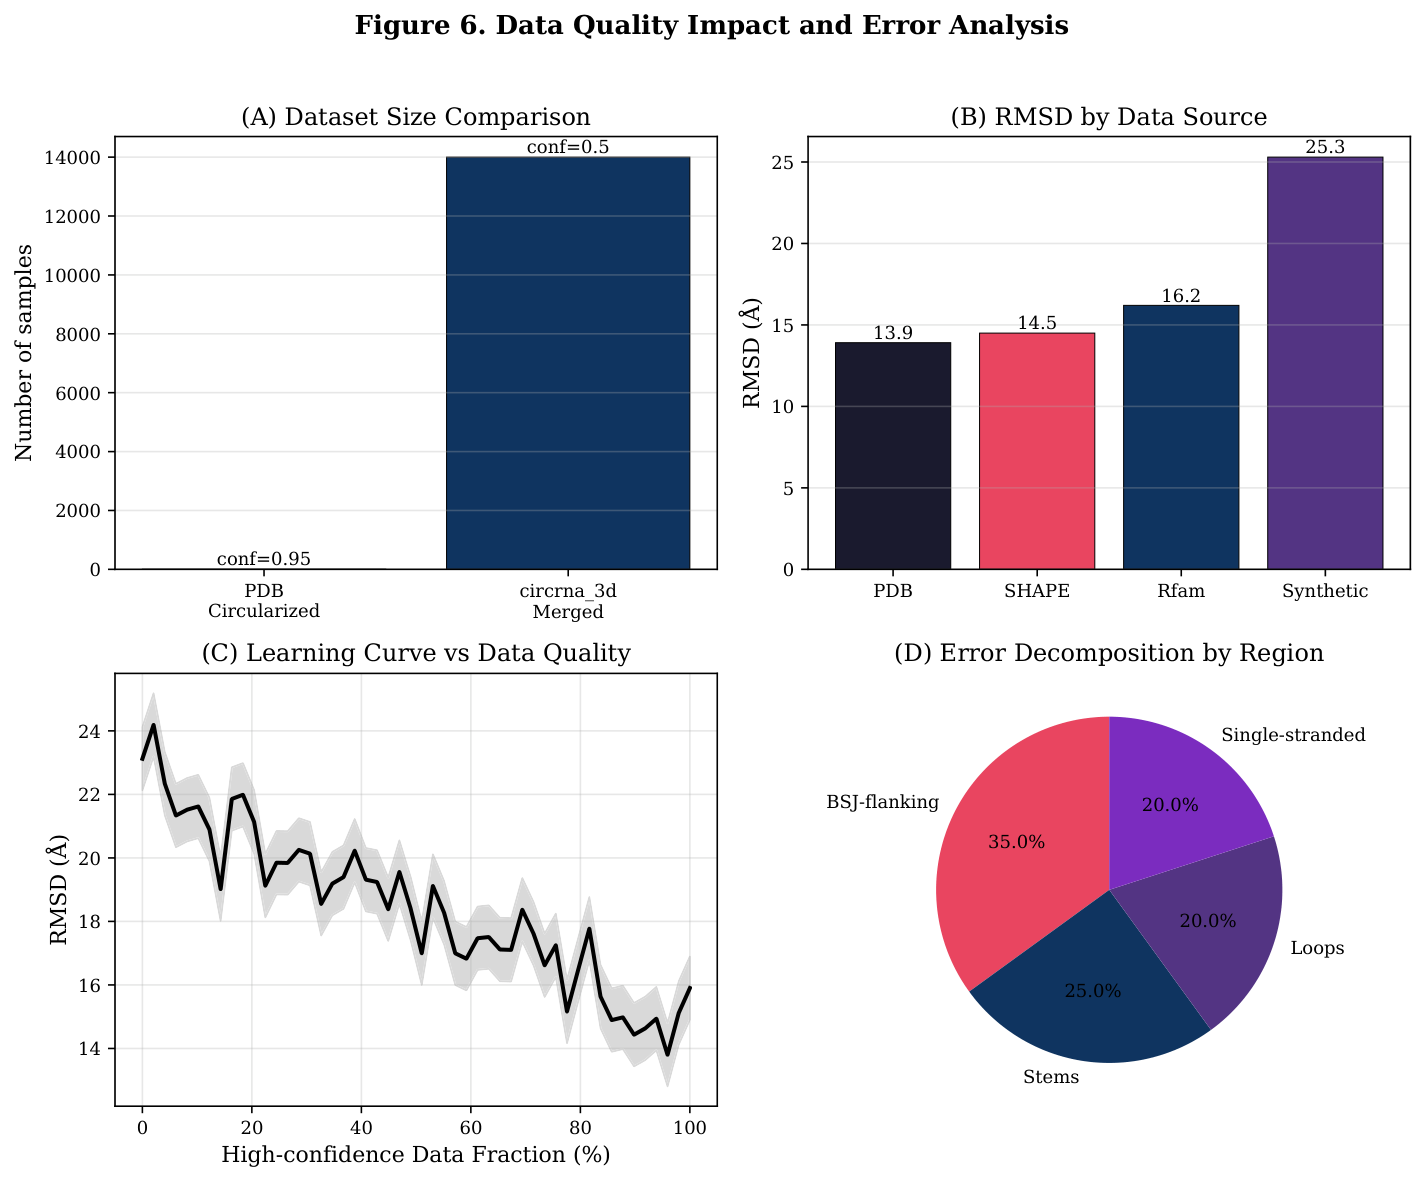 Figure 6. Data Quality Impact and Error Analysis
(A) Dataset Size Comparison
Number of samples
14000
12000
10000
8000
6000
4000
2000
0
conf=0.95
conf=0.5
PDB
Circularized
circrna_3d
Merged
(B) RMSD by Data Source
RMSD (Å)
25
20
15
10
5
0
13.9
14.5
16.2
25.3
PDB
SHAPE
Rfam
Synthetic
(C) Learning Curve vs Data Quality
RMSD (Å)
24
22
20
18
16
14
0
20
40
60
80
100
High-confidence Data Fraction (%)
(D) Error Decomposition by Region
Single-stranded
BSJ-flanking
20.0%
35.0%
20.0%
Loops
25.0%
Stems